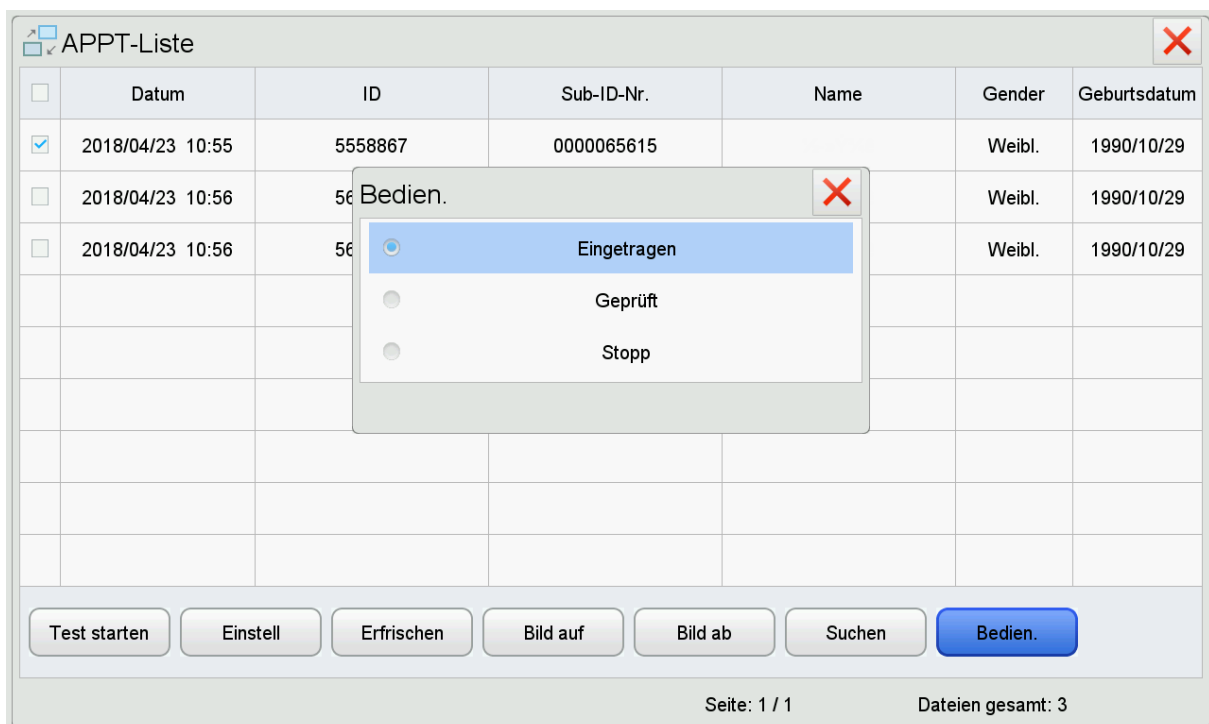 APPT-Liste
Datum ID Sub-ID-Nr. Name Gender Geburtsdatum
2018/04/23 10:55 5558867 0000065615 Weibl. 1990/10/29
2018/04/23 10:56 56 Weibl. 1990/10/29
2018/04/23 10:56 56 Weibl. 1990/10/29
Bedien.
Eingetragen
Geprüft
Stopp
Test starten Einstell Erfrischen Bild auf Bild ab Suchen Bedien.
Seite: 1 / 1 Dateien gesamt: 3